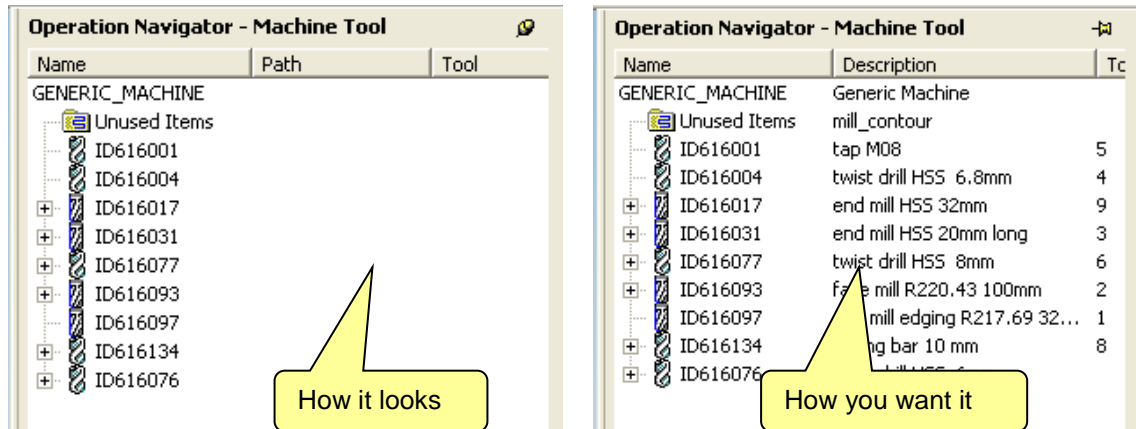 Operation Navigator - Machine Tool
Name Path Tool
GENERIC_MACHINE
Unused Items
ID616001
ID616004
ID616017
ID616031
ID616077
ID616093
ID616097
ID616134
ID616076
How it looks
Operation Navigator - Machine Tool
Name Description
GENERIC_MACHINE Generic Machine
Unused Items mill_contour
ID616001 tap M08 5
ID616004 twist drill HSS 6.8mm 4
ID616017 end mill HSS 32mm 9
ID616031 end mill HSS 20mm long 3
ID616077 twist drill HSS 8mm 6
ID616093 mill R220.43 100mm 2
ID616097 mill edging R217.69 32... 1
ID616134 bar 10 mm 8
ID616076
How you want it